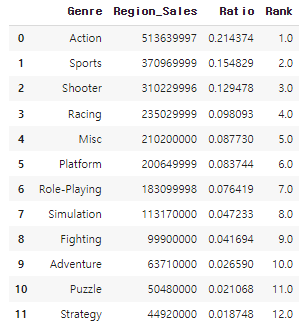 Genre Region_Sales Ratio Rank
0 Action 513639997 0.214374 1.0
1 Sports 370969999 0.154829 2.0
2 Shooter 310229996 0.129478 3.0
3 Racing 235029999 0.098093 4.0
4 Misc 210200000 0.087730 5.0
5 Platform 200649999 0.083744 6.0
6 Role-Playing 183099998 0.076419 7.0
7 Simulation 113170000 0.047233 8.0
8 Fighting 99900000 0.041694 9.0
9 Adventure 63710000 0.026590 10.0
10 Puzzle 50480000 0.021068 11.0
11 Strategy 44920000 0.018748 12.0